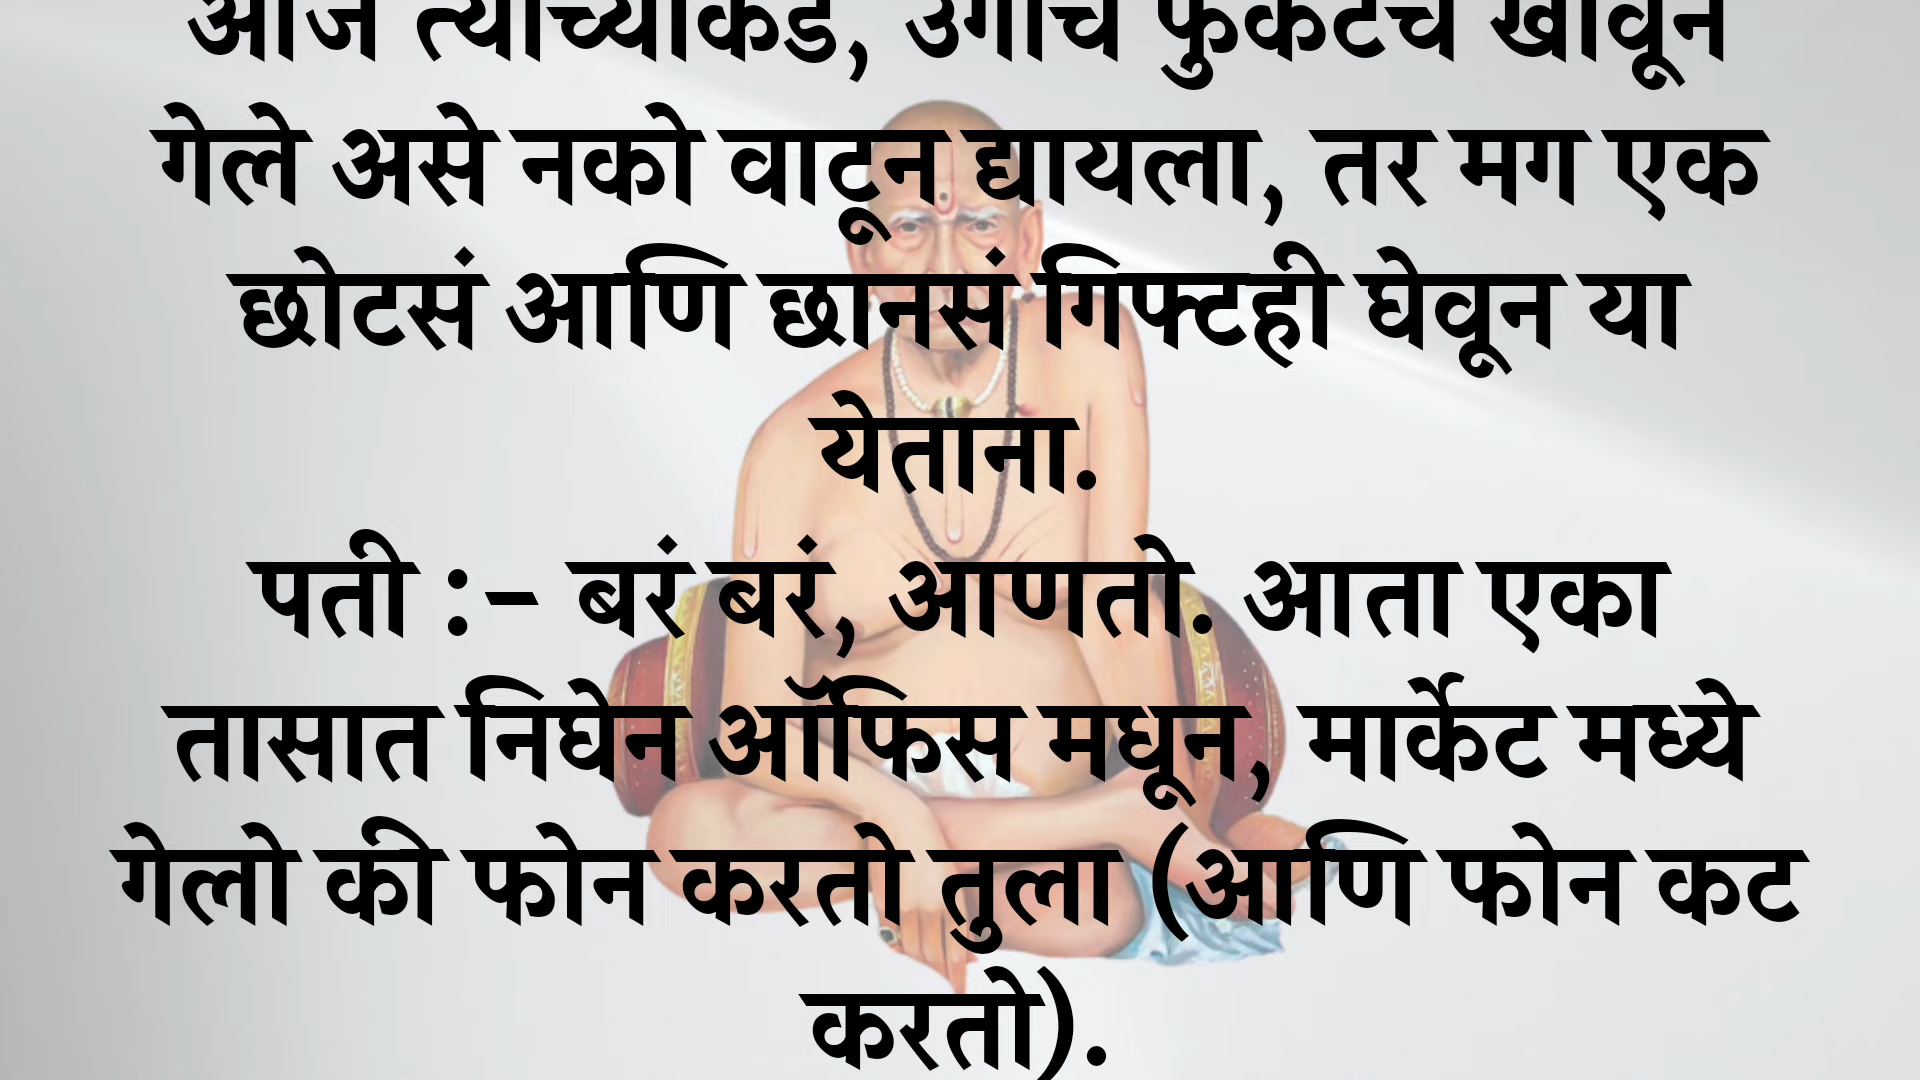 आज त्यांच्याकडे, उगाच फुकटचे खावून
गेले असे नको वाटून द्यायला, तर मग एक
छोटसं आणि छानसं गिफ्टही घेवून या
येताना.
पती :- बरं बरं, आणतो. आता एका
तासात निघेन ऑफिस मधून, मार्केट मध्ये
गेलो की फोन करतो तुला (आणि फोन कट
करतो).